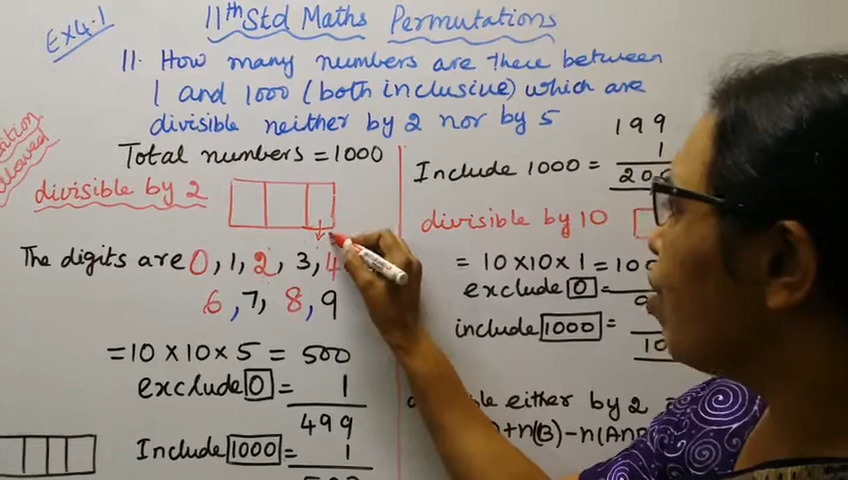 Ex 4.1
11th Std Maths Permutations
11. How many numbers are there between
1 and 1000 (both inclusive) which are
divisible neither by 2 nor by 5
Total numbers = 1000
divisible by 2
The digits are 0, 1, 2, 3, 4
6, 7, 8, 9
= 10 x 10 x 5 = 500
exclude 0 = 1
499
Include 1000 = 1
199
Include 1000 = 1
divisible by 10
= 10 x 10 x 1 =
exclude 0 =
include 1000 =
either by 2